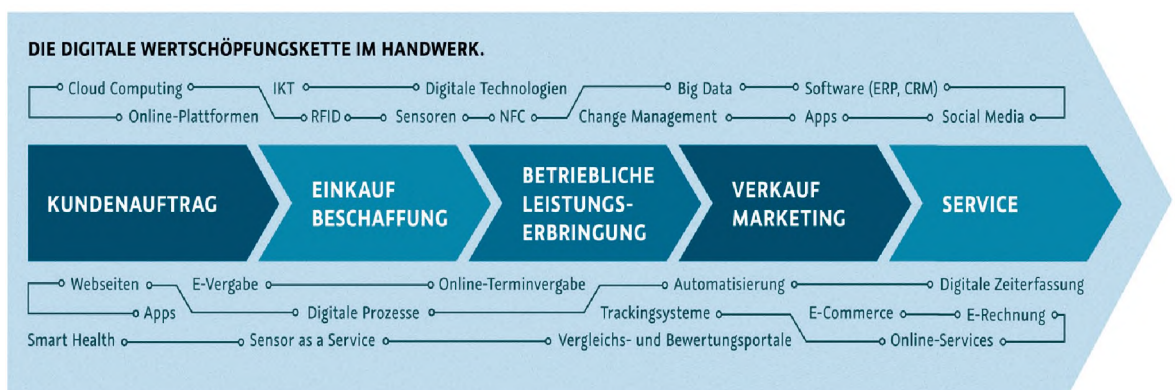 DIE DIGITALE WERTSCHÖPFUNGSKETTE IM HANDWERK.
Cloud Computing IKT Digitale Technologien Big Data Software (ERP, CRM)
Online-Plattformen RFID Sensoren NFC Change Management Apps Social Media
KUNDENAUFTRAG
EINKAUF
BESCHAFFUNG
BETRIEBLICHE
LEISTUNGS-
ERBRINGUNG
VERKAUF
MARKETING
SERVICE
Webseiten E-Vergabe Online-Terminvergabe Automatisierung Digitale Zeiterfassung
Apps Digitale Prozesse Trackingsysteme E-Commerce E-Rechnung
Smart Health Sensor as a Service Vergleichs- und Bewertungsportale Online-Services